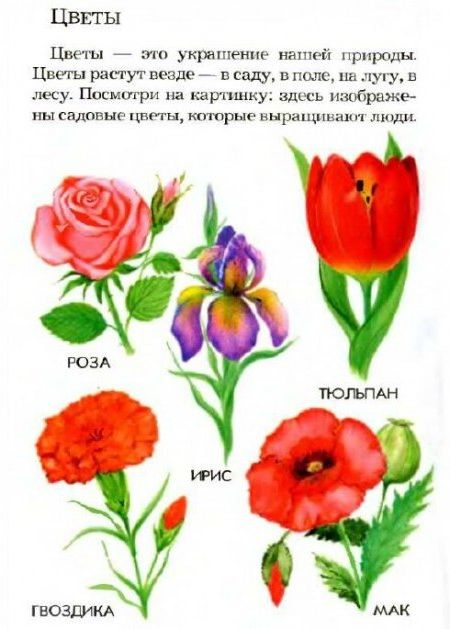 Цветы
Цветы — это украшение нашей природы.
Цветы растут везде — в саду, в поле, на лугу, в
лесу. Посмотри на картинку: здесь изображе-
ны садовые цветы, которые выращивают люди.
РОЗА
ТЮЛЬПАН
ИРИС
ГВОЗДИКА
МАК